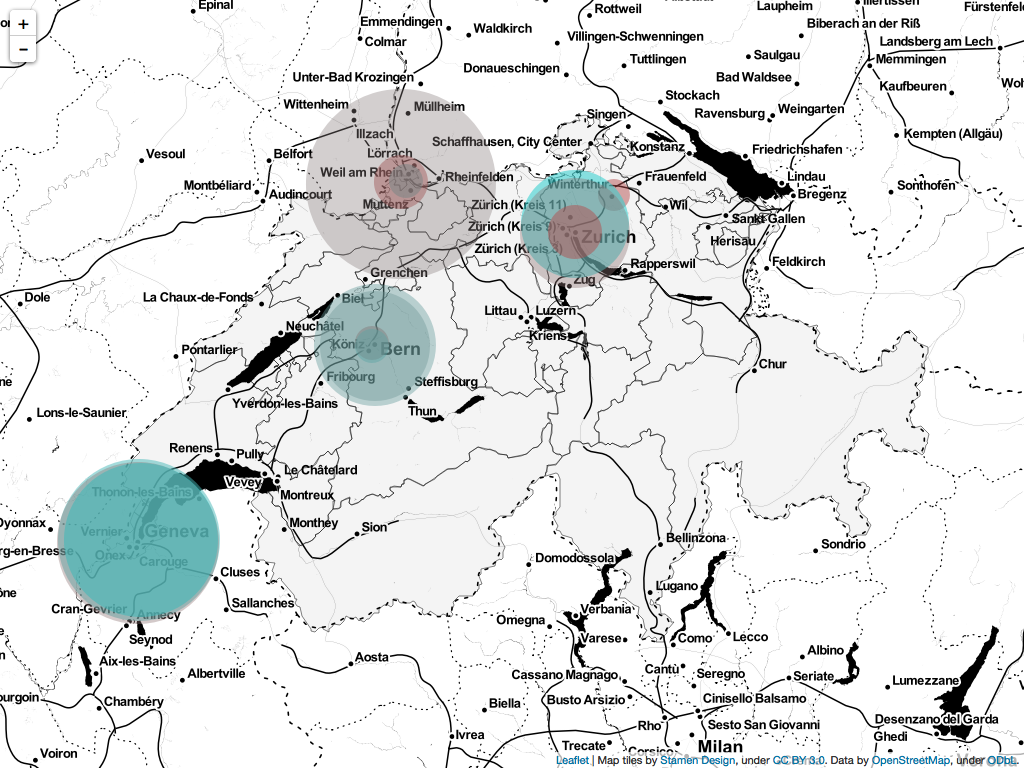 +
−
Epinal
Rottweil
Laupheim
Emmendingen
Waldkirch
Biberach an der Riß
Colmar
Villingen-Schwenningen
Landsberg am Lech
Saulgau
Memmingen
Tuttlingen
Donaueschingen
Unter-Bad Krozingen
Bad Waldsee
Kaufbeuren
Stockach
Wittenheim
Müllheim
Ravensburg
Weingarten
Singen
Illzach
Kempten (Allgäu)
Schaffhausen, City Center
Konstanz
Friedrichshafen
Vesoul
Belfort
Lörrach
Weil am Rhein
Rheinfelden
Frauenfeld
Lindau
Montbéliard
Winterthur
Sonthofen
Audincourt
Bregenz
Muttenz
Zürich (Kreis 11)
Wil
Sankt Gallen
Zürich (Kreis 9)
Zurich
Herisau
Zürich (Kreis 3)
Rapperswil
Feldkirch
Grenchen
Zug
Dole
La Chaux-de-Fonds
Biel
Littau
Luzern
Neuchâtel
Kriens
Köniz
Bern
Pontarlier
Chur
Fribourg
Steffisburg
Yverdon-les-Bains
Thun
Lons-le-Saunier
Renens
Pully
Le Châtelard
Vevey
Thonon-les-Bains
Montreux
Oyonnax
Monthey
Sion
Vernier
Geneva
Bellinzona
Sondrio
Onex
Carouge
Domodossola
Cluses
Lugano
Cran-Gevrier
Annecy
Sallanches
Verbania
Omegna
Seynod
Varese
Como
Lecco
Albino
Aix-les-Bains
Aosta
Albertville
Cassano Magnago
Cantù
Seregno
Seriate
Lumezzane
Chambéry
Biella
Busto Arsizio
Cinisello Balsamo
Rho
Sesto San Giovanni
Desenzano del Garda
Ivrea
Ghedi
Trecate
Milan
Voiron
Corsico
Leaflet | Map tiles by Stamen Design, under CC BY 3.0. Data by OpenStreetMap, under ODbL.